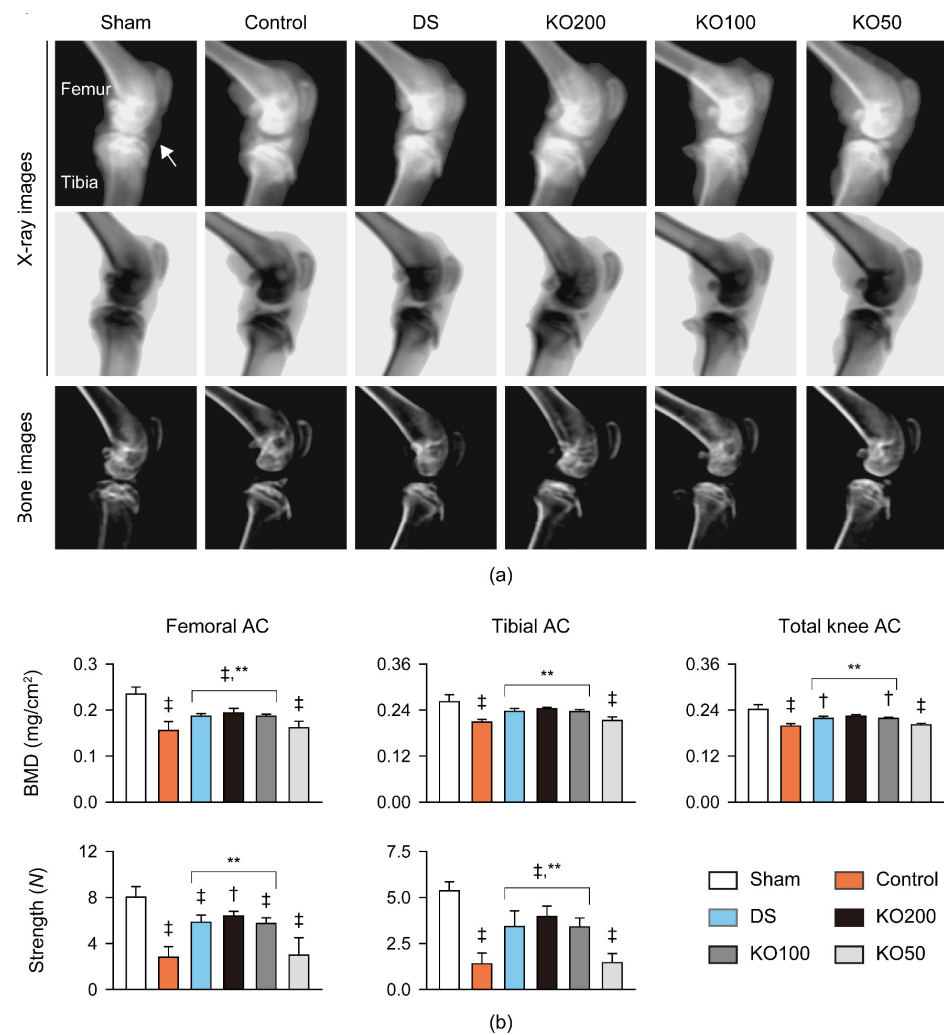 Sham Control DS KO200 KO100 KO50
X-ray images
Femur
Tibia
Bone images
(a)
Femoral AC Tibial AC Total knee AC
BMD (mg/cm²)
0.3
0.2
0.1
0.0
‡ ‡,** ‡
0.36
0.24
0.12
0.00
‡ ** ‡
0.36
0.24
0.12
0.00
‡ † ** † ‡
Strength (N)
12
8
4
0
‡ ‡ ** † ‡ ‡
7.5
5.0
2.5
0.0
‡ ‡,** ‡
Sham Control
DS KO200
KO100 KO50
(b)